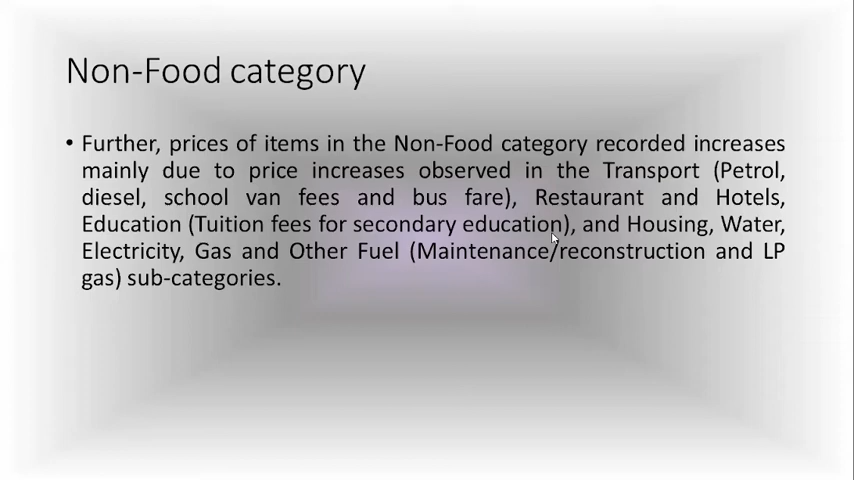 Non-Food category
• Further, prices of items in the Non-Food category recorded increases
mainly due to price increases observed in the Transport (Petrol,
diesel, school van fees and bus fare), Restaurant and Hotels,
Education (Tuition fees for secondary education), and Housing, Water,
Electricity, Gas and Other Fuel (Maintenance/reconstruction and LP
gas) sub-categories.